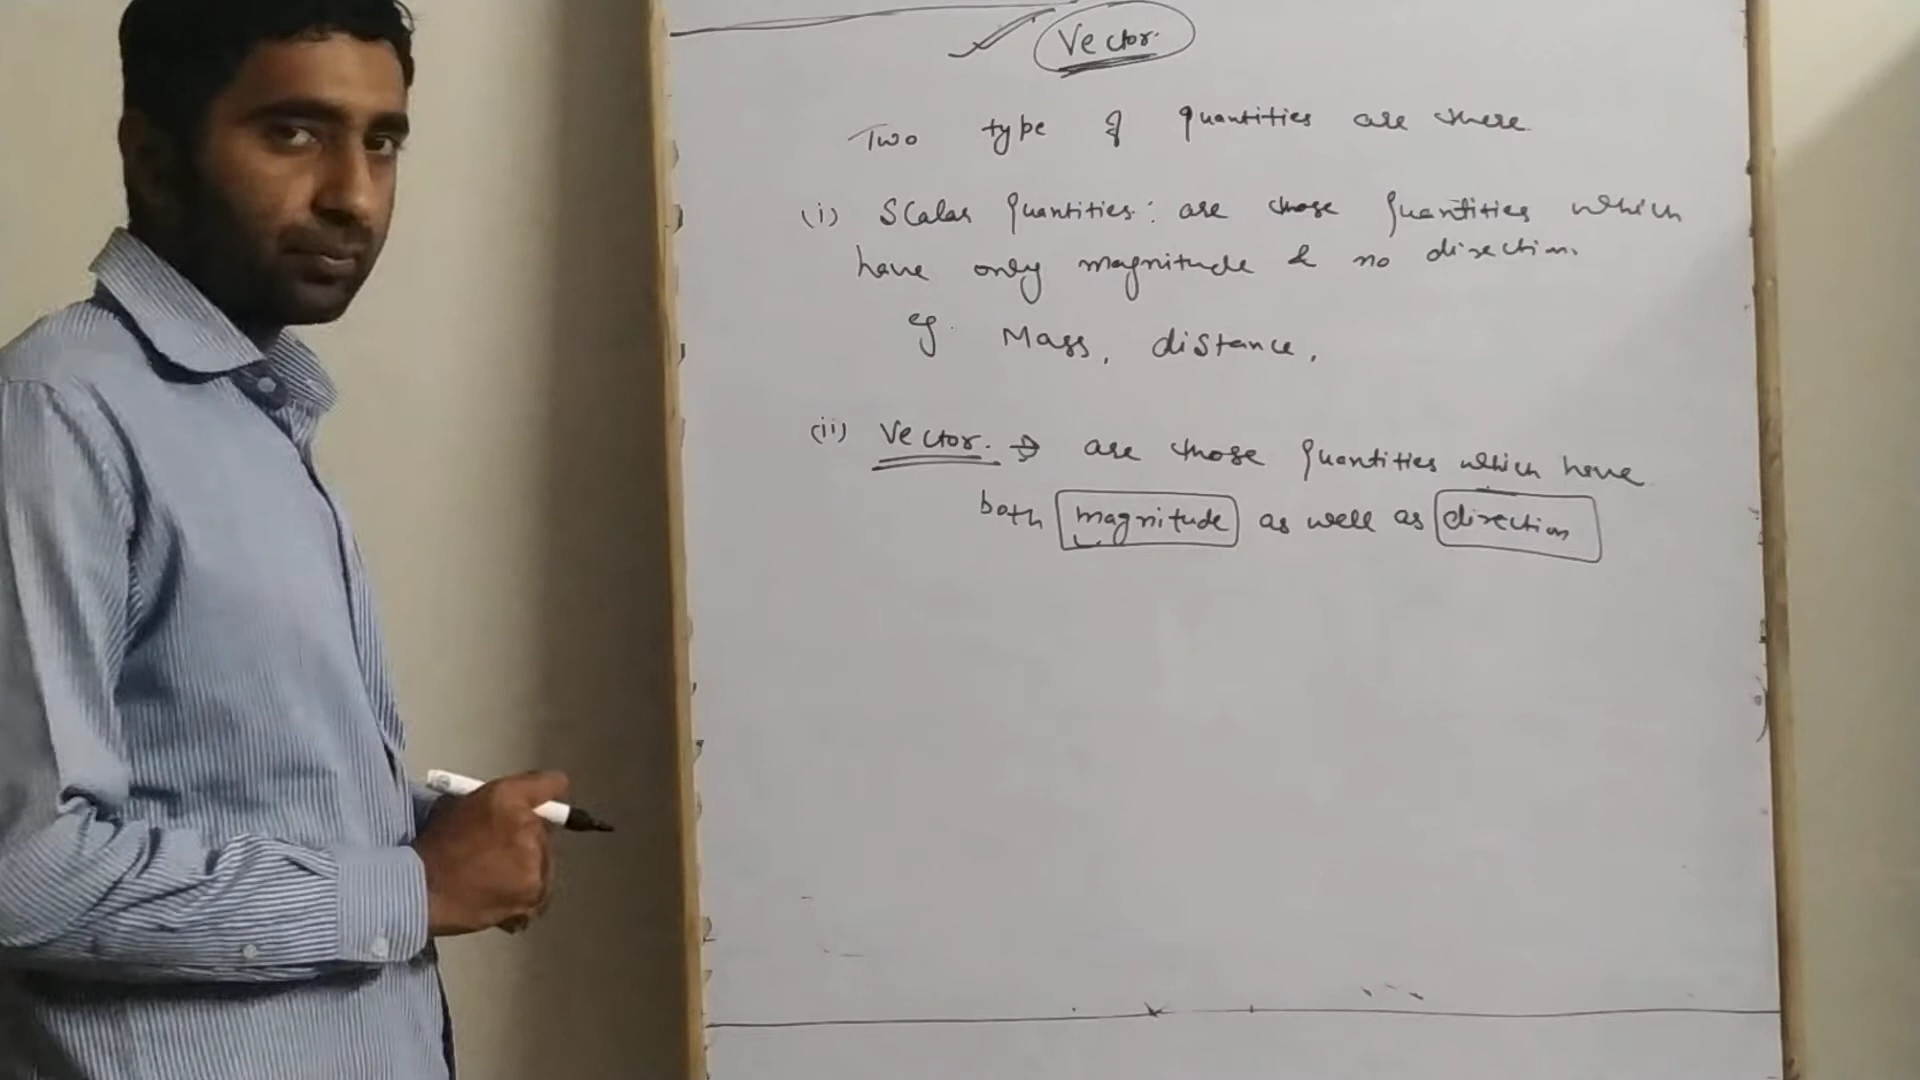 Vector.
Two type of quantities are there
(i) Scalar Quantities: are those Quantities which
have only magnitude & no direction.
eg. Mass, distance,
(ii) Vector. → are those Quantities which have
both magnitude as well as direction